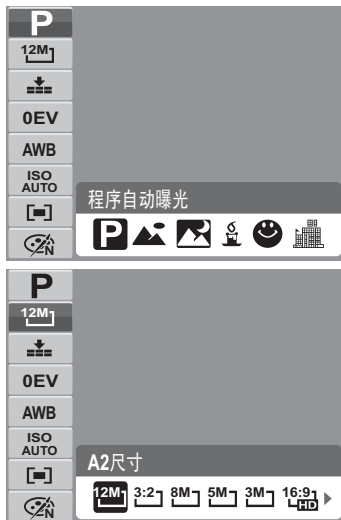 P
12M
0EV
AWB
ISO
AUTO
N
程序自动曝光
P
P
12M
0EV
AWB
ISO
AUTO
N
A2尺寸
12M 3:2 8M 5M 3M 16:9 HD